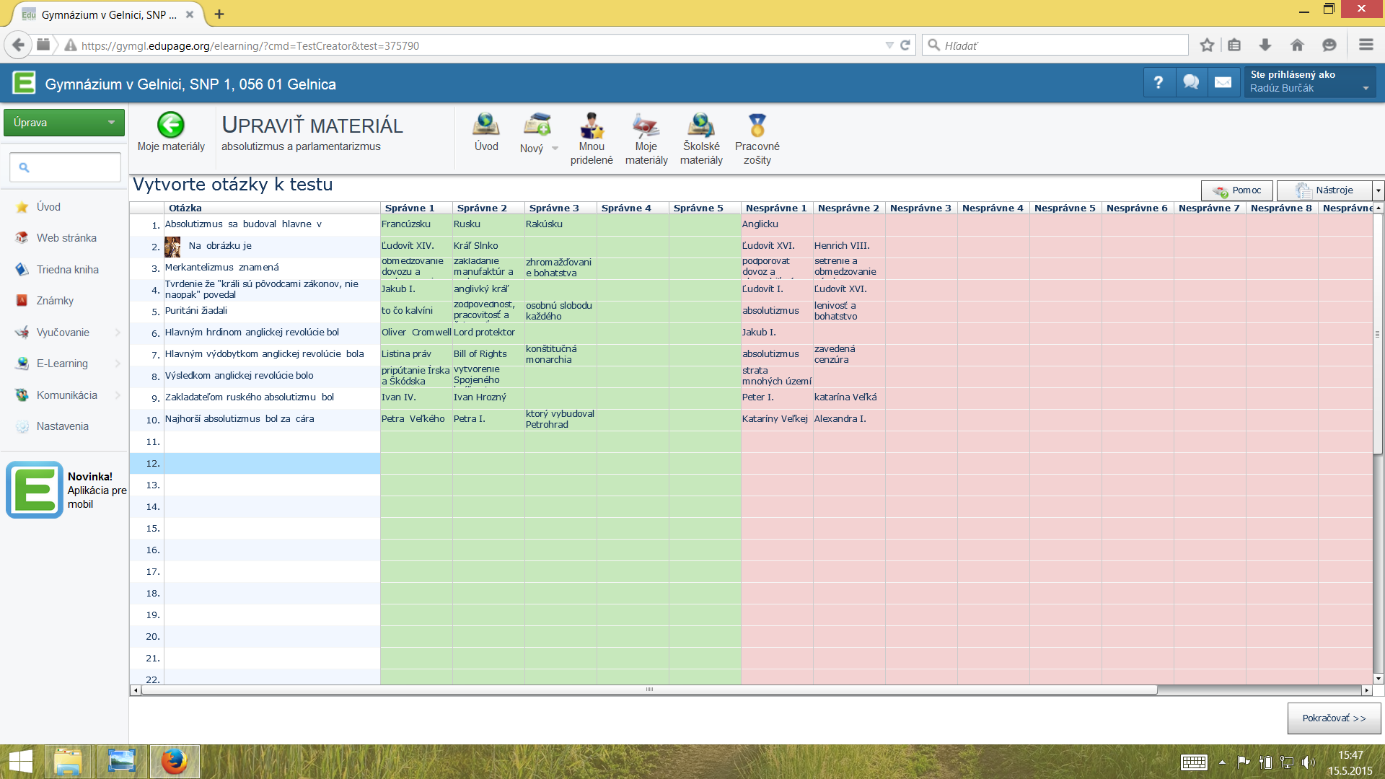 Gymnázium v Gelnici, SNP ...
https://gymgl.edupage.org/elearning/?cmd=TestCreator&test=375790
Hľadať
Gymnázium v Gelnici, SNP 1, 056 01 Gelnica
?
Ste prihlásený ako
Radúz Burčák
Úprava
Moje materiály
UPRAVIŤ MATERIÁL
absolutizmus a parlamentarizmus
Úvod
Nový
Mnou pridelené
Moje materiály
Školské materiály
Pracovné zošity
Vytvorte otázky k testu
Pomoc
Nástroje
Úvod
Web stránka
Triedna kniha
Známky
Vyučovanie
E-Learning
Komunikácia
Nastavenia
Novinka!
Aplikácia pre
mobil
Otázka Správne 1 Správne 2 Správne 3 Správne 4 Správne 5 Nesprávne 1 Nesprávne 2 Nesprávne 3 Nesprávne 4 Nesprávne 5 Nesprávne 6 Nesprávne 7 Nesprávne 8 Nesprávne
1. Absolutizmus sa budoval hlavne v Francúzsku Rusku Rakúsku Anglicku
2. Na obrázku je Ľudovít XIV. Kráľ Slnko Ľudovít XVI. Henrich VIII.
3. Merkantelizmus znamená obmedzovanie dovozu a zakladanie manufaktúr a zhromažďovanie bohatstva podporovat dovoz a šetrenie a obmedzovanie
4. Tvrdenie že "králi sú pôvodcami zákonov, nie naopak" povedal Jakub I. anglivký kráľ Ľudovít I. Ľudovít XVI.
5. Puritáni žiadali to čo kalvíni zodpovednosť, pracovitosť a osobnú slobodu každého absolutizmus lenivosť a bohatstvo
6. Hlavným hrdinom anglickej revolúcie bol Oliver Cromwell Lord protektor Jakub I.
7. Hlavným výdobytkom anglickej revolúcie bola Listina práv Bill of Rights konštitučná monarchia absolutizmus zavedená cenzúra
8. Výsledkom anglickej revolúcie bolo pripútanie Írska a Škódska vytvorenie Spojeného strata mnohých území
9. Zakladateľom ruského absolutizmu bol Ivan IV. Ivan Hrozný Peter I. katarína Veľká
10. Najhorší absolutizmus bol za cára Petra Veľkého Petra I. ktorý vybudoval Petrohrad Kataríny Veľkej Alexandra I.
11.
12.
13.
14.
15.
16.
17.
18.
19.
20.
21.
22.
Pokračovať >>
15:47
15.5.2015